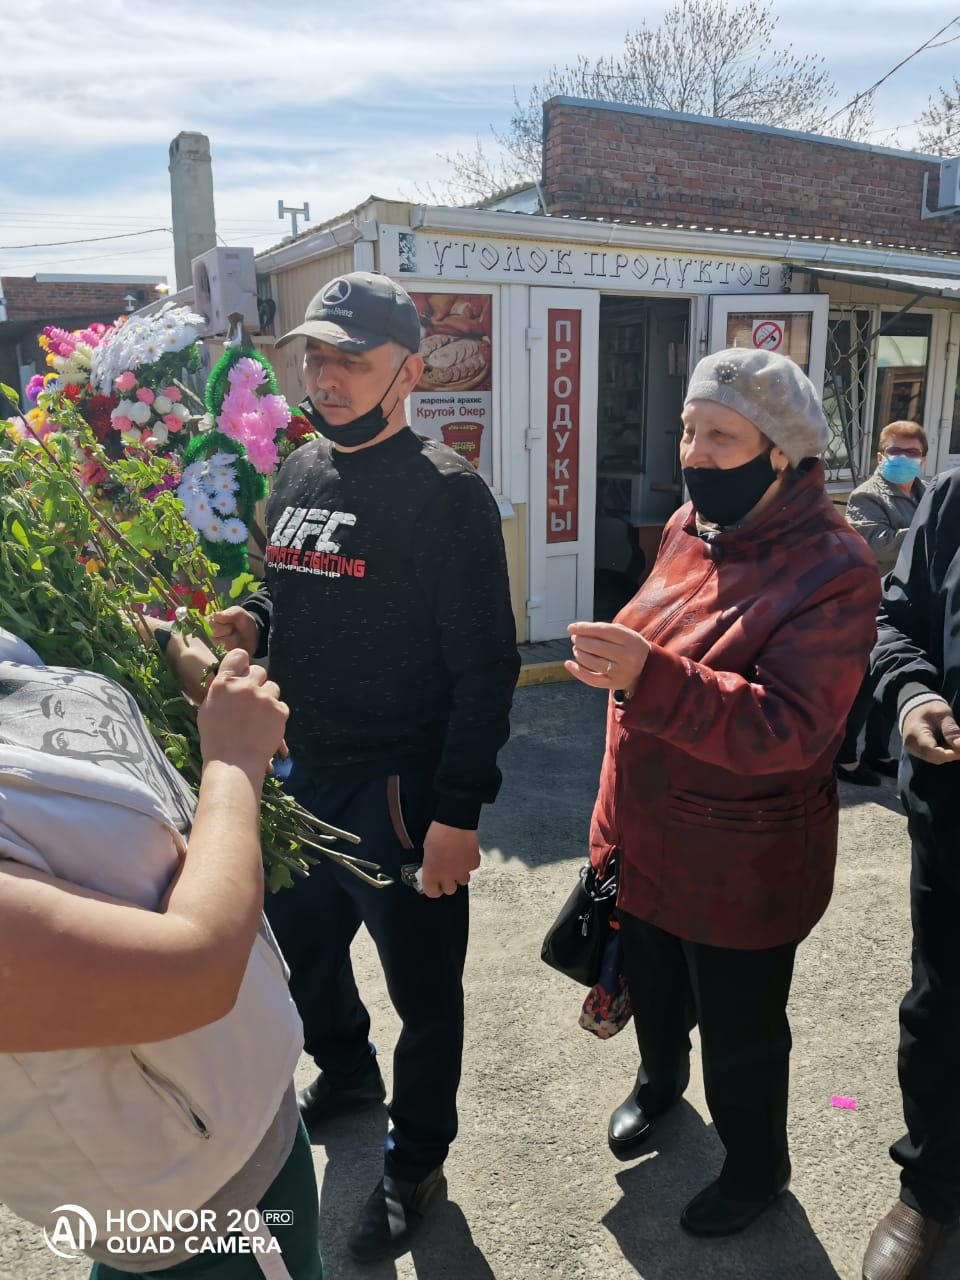 УГОЛОК ПРОДУКТОВ
ПРОДУКТЫ
жареный арахис
Крутой Окер
UFC
ULTIMATE FIGHTING
CHAMPIONSHIP
HONOR 20 PRO
QUAD CAMERA